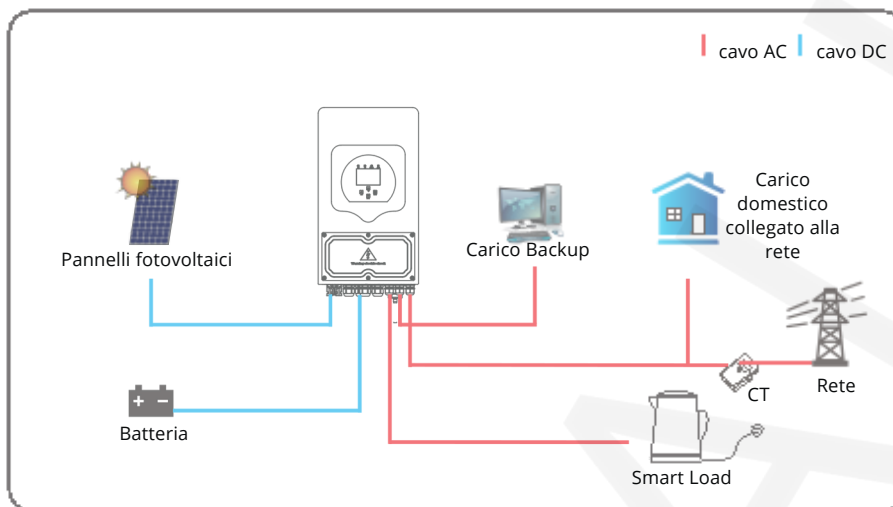 cavo AC
cavo DC
Pannelli fotovoltaici
Carico Backup
Carico
domestico
collegato alla
rete
Batteria
CT
Rete
Smart Load